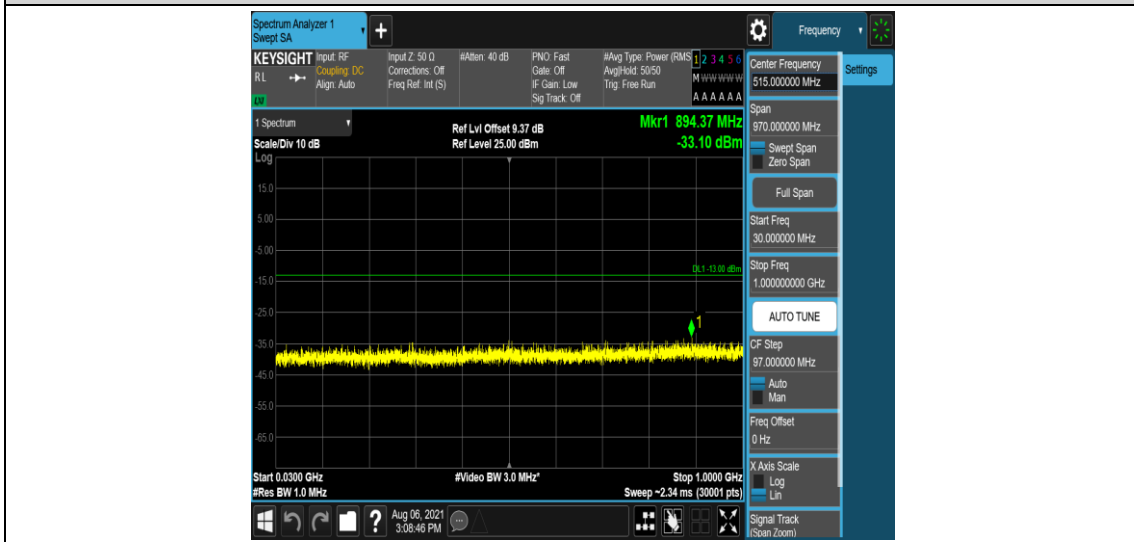 Spectrum Analyzer 1
Swept SA
+
Frequency
KEYSIGHT
RL
LXI
Input: RF
Coupling: DC
Align: Auto
Input Z: 50 Ω
Corrections: Off
Freq Ref: Int (S)
#Atten: 40 dB
PNO: Fast
Gate: Off
IF Gain: Low
Sig Track: Off
#Avg Type: Power (RMS
Avg|Hold: 50/50
Trig: Free Run
1 2 3 4 5 6
M W W W W W
A A A A A A
1 Spectrum
Scale/Div 10 dB
Log
Ref Lvl Offset 9.37 dB
Ref Level 25.00 dBm
Mkr1 894.37 MHz
-33.10 dBm
15.0
5.00
-5.00
-15.0
-25.0
-35.0
-45.0
-55.0
-65.0
DL1 -13.00 dBm
1
Start 0.0300 GHz
#Res BW 1.0 MHz
#Video BW 3.0 MHz*
Stop 1.0000 GHz
Sweep ~2.34 ms (30001 pts)
Center Frequency
515.000000 MHz
Settings
Span
970.000000 MHz
Swept Span
Zero Span
Full Span
Start Freq
30.000000 MHz
Stop Freq
1.000000000 GHz
AUTO TUNE
CF Step
97.000000 MHz
Auto
Man
Freq Offset
0 Hz
X Axis Scale
Log
Lin
Signal Track
(Span Zoom)
?
Aug 06, 2021
3:08:46 PM